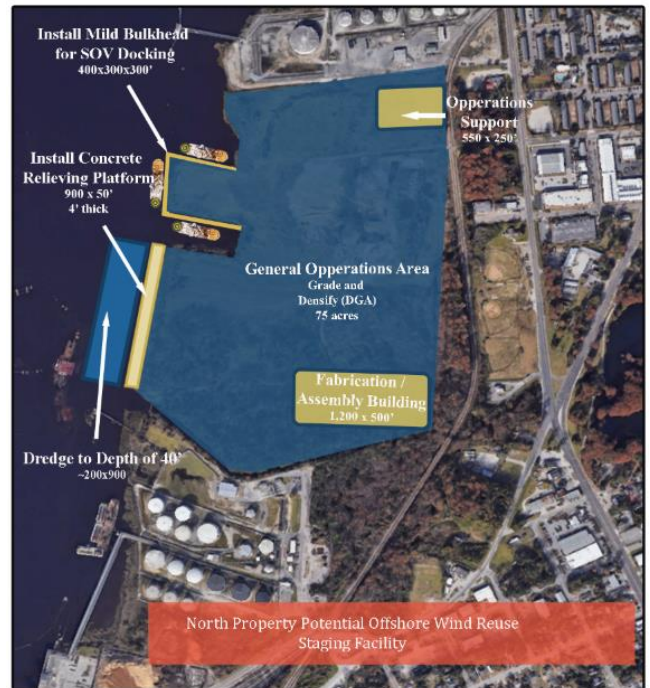 Install Mild Bulkhead
for SOV Docking
400x300x300'
Opperations
Support
550 x 250'
Install Concrete
Relieving Platform
900 x 50'
4' thick
General Opperations Area
Grade and
Densify (DGA)
75 acres
Fabrication /
Assembly Building
1,200 x 500'
Dredge to Depth of 40'
~200x900
North Property Potential Offshore Wind Reuse
Staging Facility